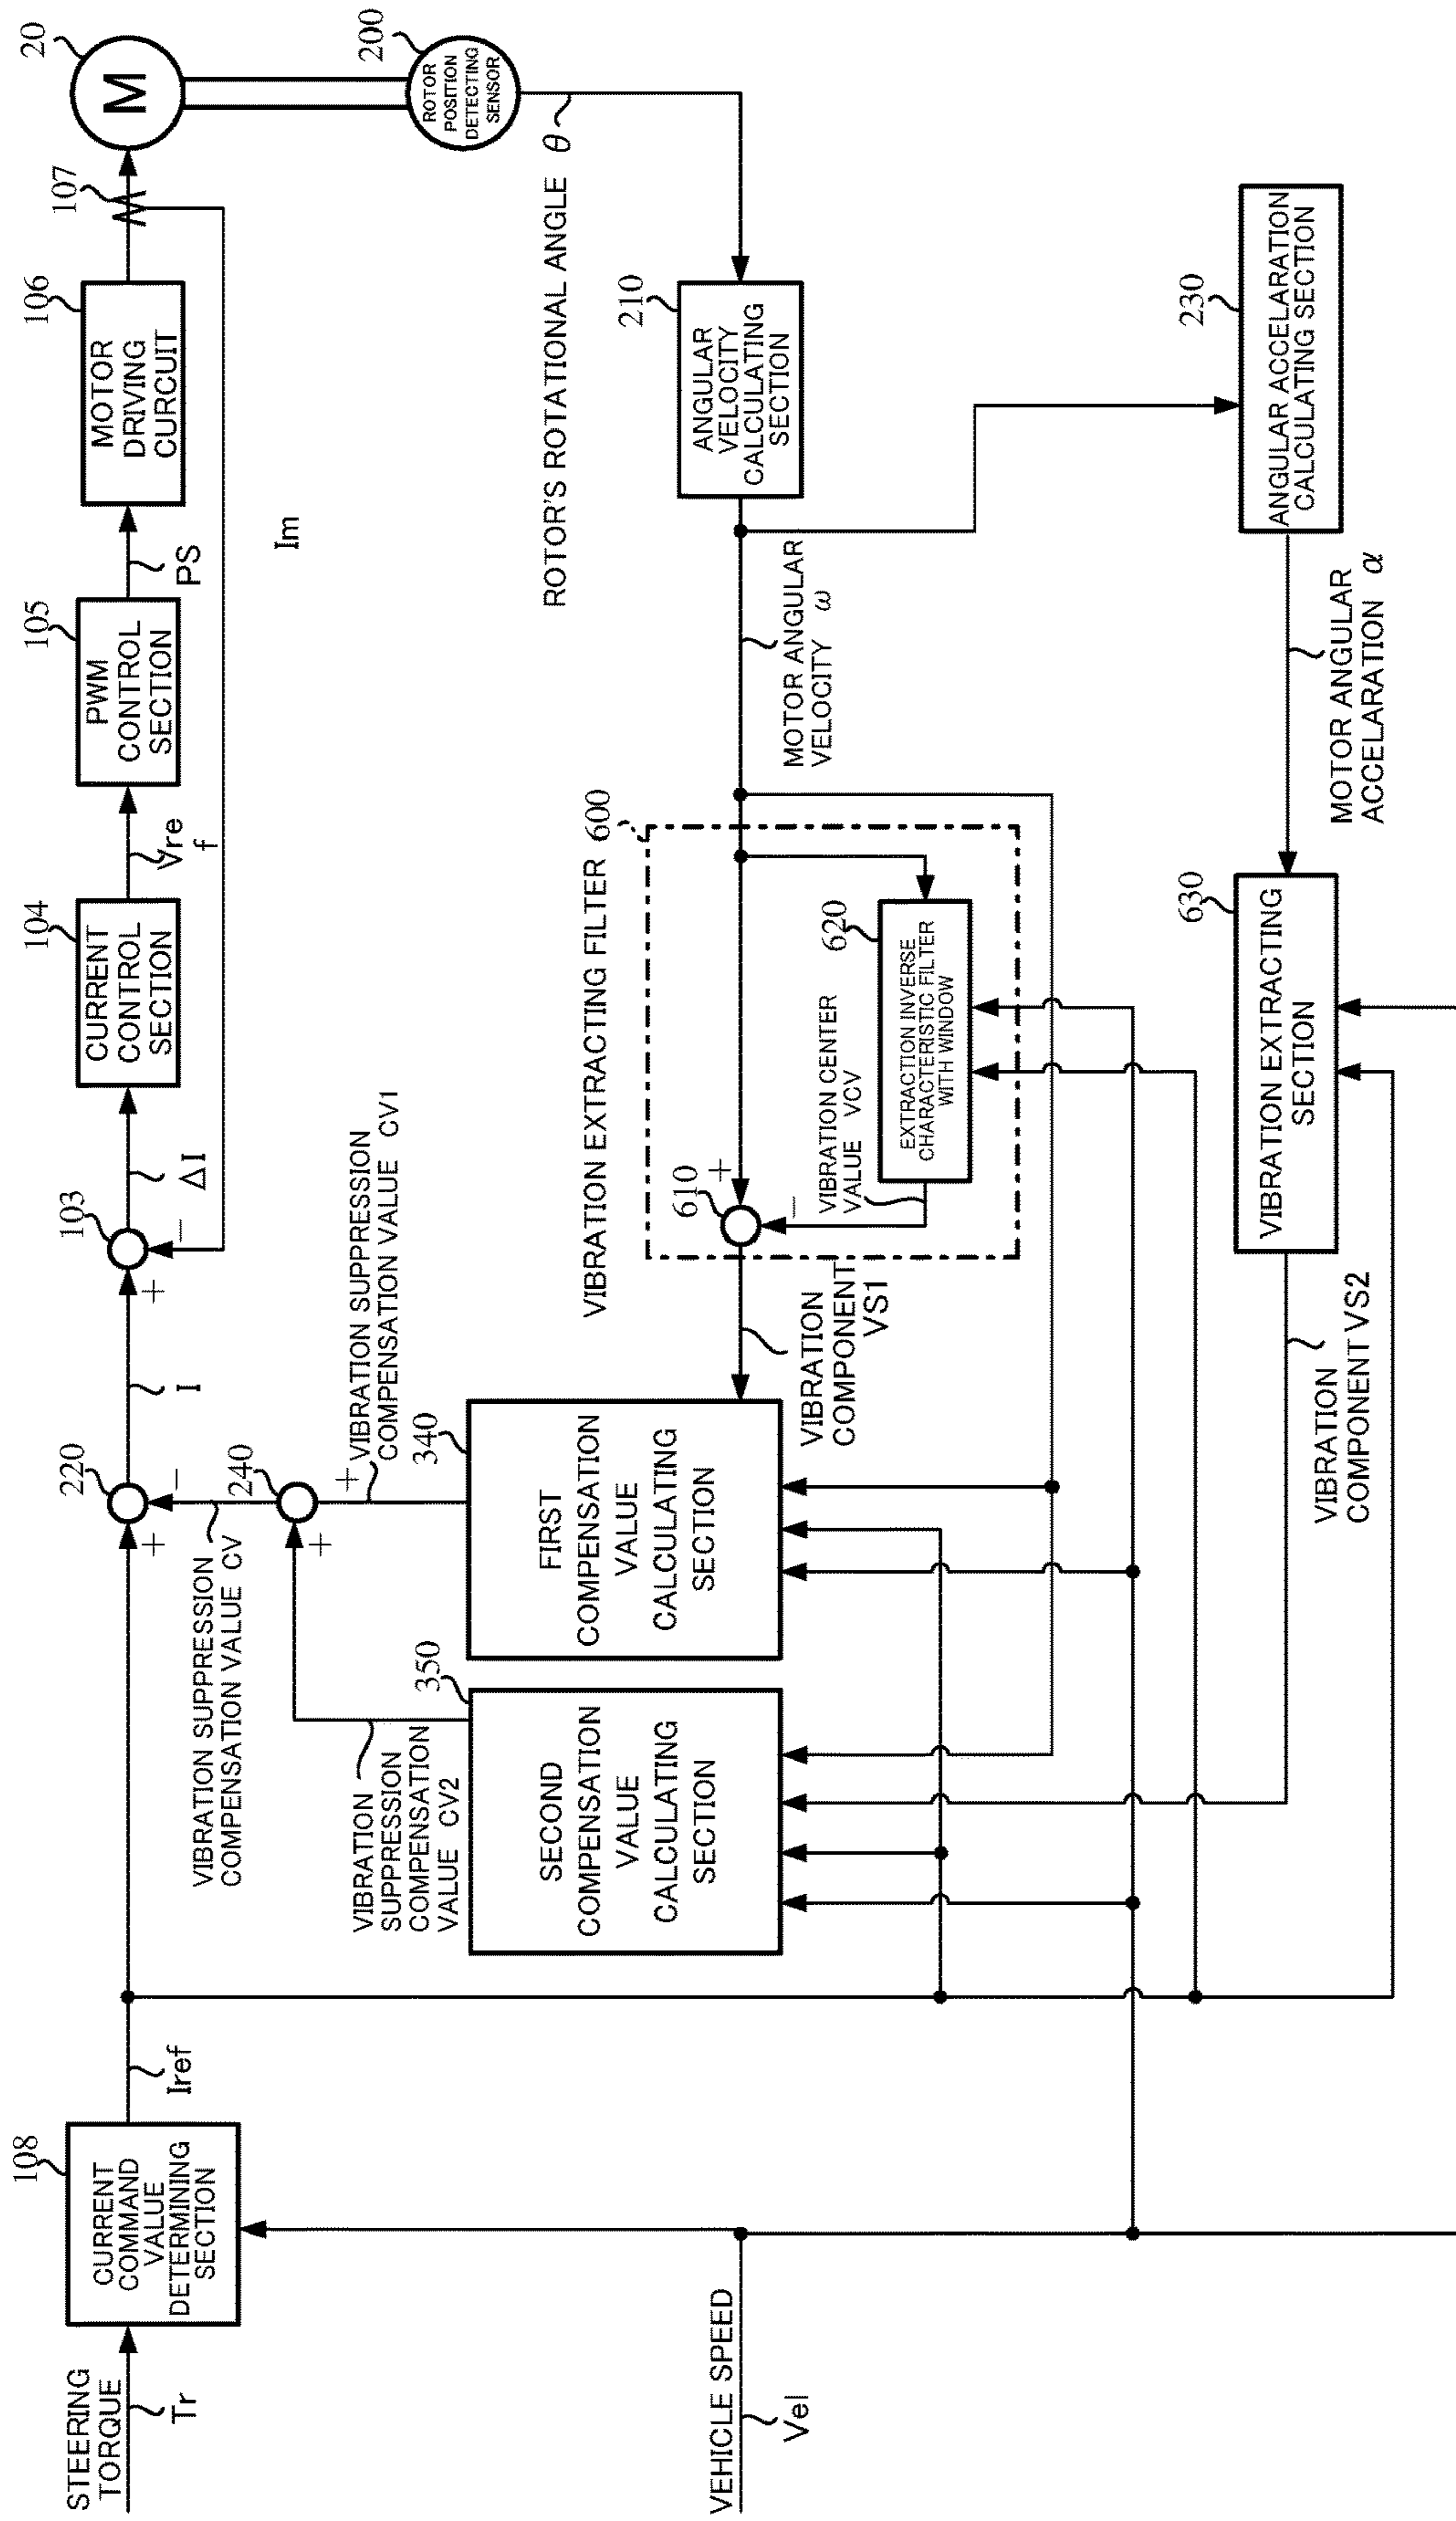 STEERING
TORQUE
Tr
108
CURRENT
COMMAND
VALUE
DETERMINING
SECTION
Iref
+
220
−
I
+
103
−
ΔI
104
CURRENT
CONTROL
SECTION
Vre
f
105
PWM
CONTROL
SECTION
PS
106
MOTOR
DRIVING
CURCUIT
107
20
M
Im
VIBRATION SUPPRESSION
COMPENSATION VALUE CV
240
+
+
VIBRATION SUPPRESSION
COMPENSATION VALUE CV1
VIBRATION
SUPPRESSION
COMPENSATION
VALUE CV2
200
ROTOR
POSITION
DETECTING
SENSOR
ROTOR'S ROTATIONAL ANGLE θ
350
SECOND
COMPENSATION
VALUE
CALCULATING
SECTION
340
FIRST
COMPENSATION
VALUE
CALCULATING
SECTION
VIBRATION EXTRACTING FILTER 600
610
+
−
VIBRATION COMPONENT
VS1
VIBRATION CENTER
VALUE VCV
620
EXTRACTION INVERSE
CHARACTERISTIC FILTER
WITH WINDOW
MOTOR ANGULAR
VELOCITY ω
210
ANGULAR
VELOCITY
CALCULATING
SECTION
VEHICLE SPEED
Vel
630
VIBRATION EXTRACTING
SECTION
VIBRATION
COMPONENT VS2
230
ANGULAR ACCELARATION
CALCULATING SECTION
MOTOR ANGULAR
ACCELARATION α